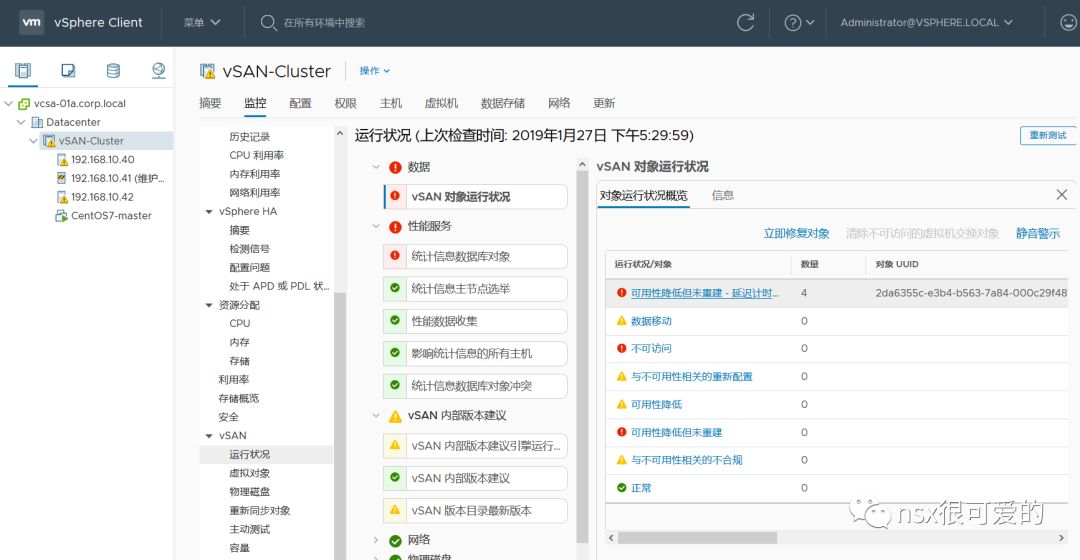 vm vSphere Client 菜单 在所有环境中搜索 Administrator@VSPHERE.LOCAL
vcsa-01a.corp.local
Datacenter
vSAN-Cluster
192.168.10.40
192.168.10.41 (维护...
192.168.10.42
CentOS7-master
vSAN-Cluster 操作
摘要 监控 配置 权限 主机 虚拟机 数据存储 网络 更新
历史记录
CPU 利用率
内存利用率
网络利用率
vSphere HA
摘要
检测信号
配置问题
处于 APD 或 PDL 状...
资源分配
CPU
内存
存储
利用率
存储概览
安全
vSAN
运行状况
虚拟对象
物理磁盘
重新同步对象
主动测试
容量
运行状况 (上次检查时间: 2019年1月27日 下午5:29:59)
重新测试
数据
vSAN 对象运行状况
性能服务
统计信息数据库对象
统计信息主节点选举
性能数据收集
影响统计信息的所有主机
统计信息数据库对象冲突
vSAN 内部版本建议
vSAN 内部版本建议引擎运行...
vSAN 内部版本建议
vSAN 版本目录最新版本
网络
物理磁盘
vSAN 对象运行状况
对象运行状况概览 信息
立即修复对象 清除不可访问的虚拟机交换对象 静音警示
运行状况/对象 数量 对象 UUID
可用性降低但未重建 - 延迟计时... 4 2da6355c-e3b4-b563-7a84-000c29f48
数据移动 0
不可访问 0
与不可用性相关的重新配置 0
可用性降低 0
可用性降低但未重建 0
与不可用性相关的不合规 0
正常 0
nsx很可爱的